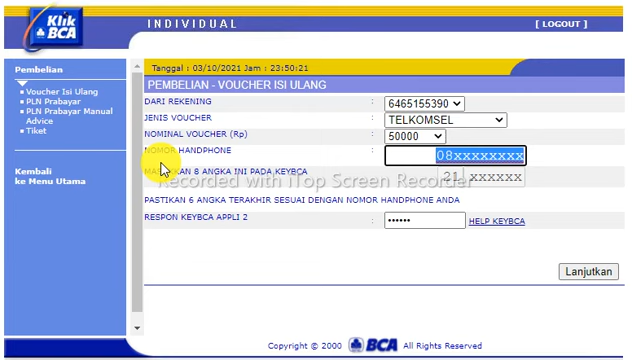 Klik
BCA
INDIVIDUAL
[ LOGOUT ]
Pembelian
Voucher Isi Ulang
PLN Prabayar
PLN Prabayar Manual
Advice
Tiket
Kembali
ke Menu Utama
Tanggal : 03/10/2021 Jam : 23:50:21
PEMBELIAN - VOUCHER ISI ULANG
DARI REKENING : 6465155390
JENIS VOUCHER : TELKOMSEL
NOMINAL VOUCHER (Rp) : 50000
NOMOR HANDPHONE : 08xxxxxxxx
MASUKKAN 8 ANGKA INI PADA KEYBCA : 21 xxxxxx
Recorded with iTop Screen Recorder
PASTIKAN 6 ANGKA TERAKHIR SESUAI DENGAN NOMOR HANDPHONE ANDA
RESPON KEYBCA APPLI 2 : •••••• HELP KEYBCA
Lanjutkan
Copyright © 2000 BCA All Rights Reserved